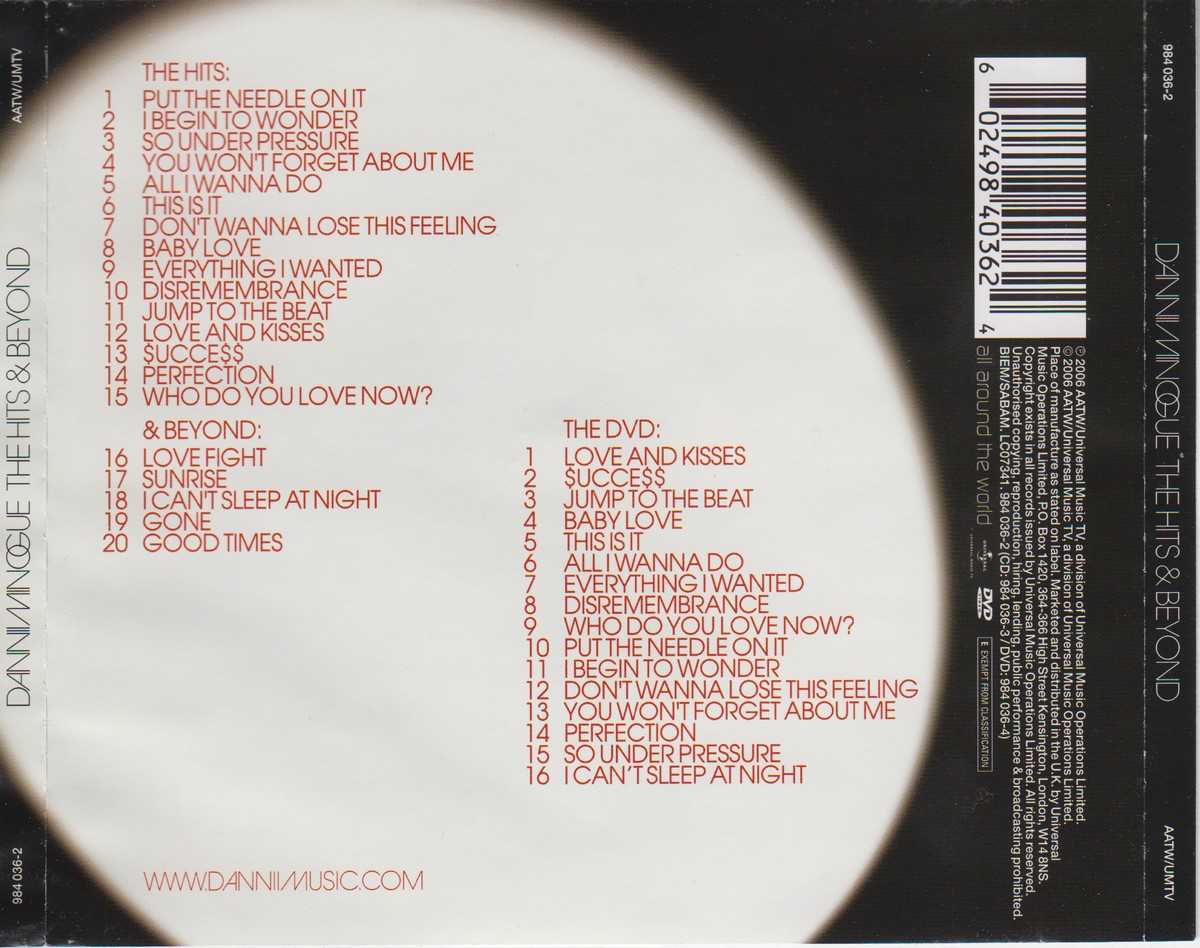 AATW/UMTV
DANNII MINOGUE THE HITS & BEYOND
984 036-2
THE HITS:
1 PUT THE NEEDLE ON IT
2 I BEGIN TO WONDER
3 SO UNDER PRESSURE
4 YOU WON'T FORGET ABOUT ME
5 ALL I WANNA DO
6 THIS IS IT
7 DON'T WANNA LOSE THIS FEELING
8 BABY LOVE
9 EVERYTHING I WANTED
10 DISREMEMBRANCE
11 JUMP TO THE BEAT
12 LOVE AND KISSES
13 $UCCE$$
14 PERFECTION
15 WHO DO YOU LOVE NOW?
& BEYOND:
16 LOVE FIGHT
17 SUNRISE
18 I CAN'T SLEEP AT NIGHT
19 GONE
20 GOOD TIMES
THE DVD:
1 LOVE AND KISSES
2 $UCCE$$
3 JUMP TO THE BEAT
4 BABY LOVE
5 THIS IS IT
6 ALL I WANNA DO
7 EVERYTHING I WANTED
8 DISREMEMBRANCE
9 WHO DO YOU LOVE NOW?
10 PUT THE NEEDLE ON IT
11 I BEGIN TO WONDER
12 DON'T WANNA LOSE THIS FEELING
13 YOU WON'T FORGET ABOUT ME
14 PERFECTION
15 SO UNDER PRESSURE
16 I CAN'T SLEEP AT NIGHT
WWW.DANNIIMUSIC.COM
6 02498 40362 4
all around the world
UNIVERSAL
DVD VIDEO
E EXEMPT FROM CLASSIFICATION
℗ 2006 AATW/Universal Music TV, a division of Universal Music Operations Limited.
© 2006 AATW/Universal Music TV, a division of Universal Music Operations Limited.
Place of manufacture as stated on label. Marketed and distributed in the U.K. by Universal
Music Operations Limited, P.O. Box 1420, 364-366 High Street Kensington, London, W14 8NS.
Copyright exists in all records issued by Universal Music Operations Limited. All rights reserved.
Unauthorised copying, reproduction, hiring, lending, public performance & broadcasting prohibited.
BIEM/SABAM. LC07341. 984 036-2 (CD: 984 036-3 / DVD: 984 036-4)
984 036-2
DANNII MINOGUE THE HITS & BEYOND
AATW/UMTV